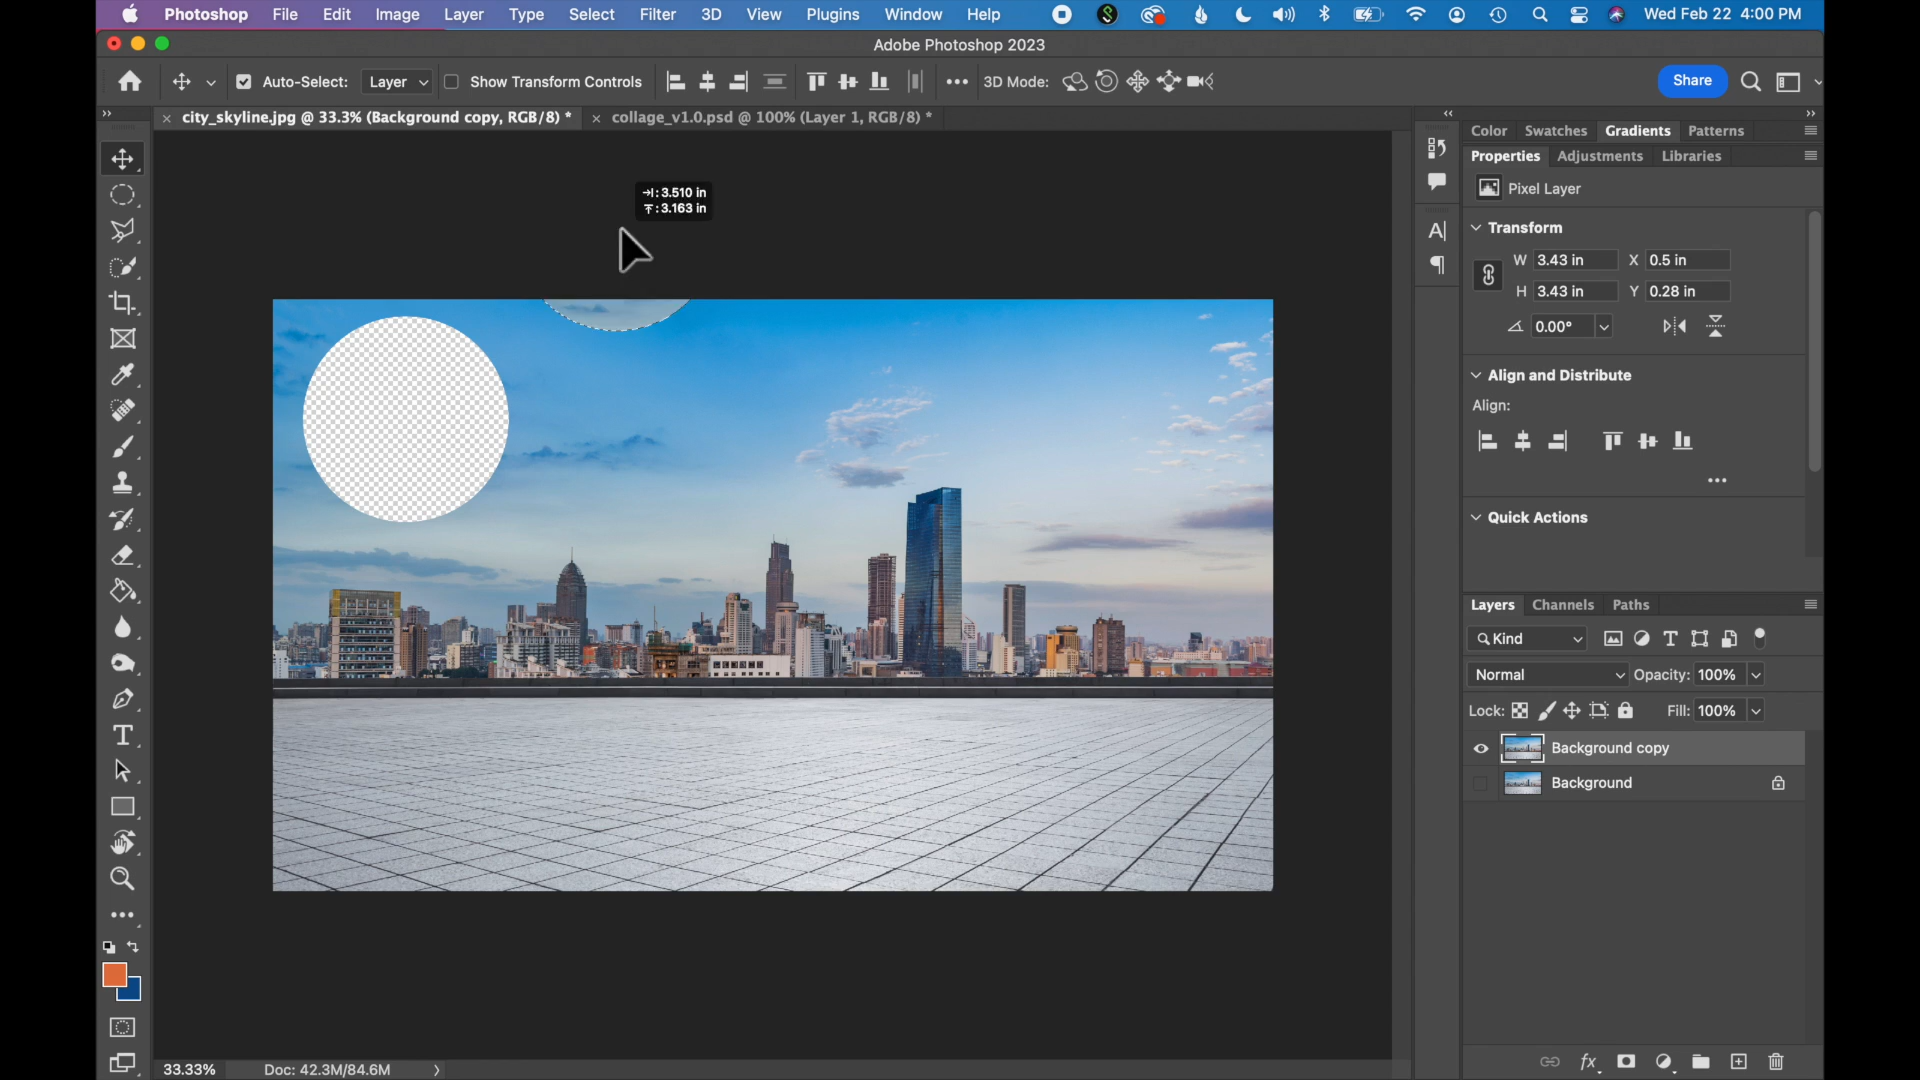 Photoshop File Edit Image Layer Type Select Filter 3D View Plugins Window Help Wed Feb 22 4:00 PM
Adobe Photoshop 2023
Auto-Select: Layer Show Transform Controls 3D Mode: Share
city_skyline.jpg @ 33.3% (Background copy, RGB/8) * collage_v1.0.psd @ 100% (Layer 1, RGB/8) *
Color Swatches Gradients Patterns
Properties Adjustments Libraries
Pixel Layer
: 3.510 in
: 3.163 in
Transform
W 3.43 in X 0.5 in
H 3.43 in Y 0.28 in
0.00°
Align and Distribute
Align:
Quick Actions
Layers Channels Paths
Kind
Normal Opacity: 100%
Lock: Fill: 100%
Background copy
Background
fx
33.33% Doc: 42.3M/84.6M